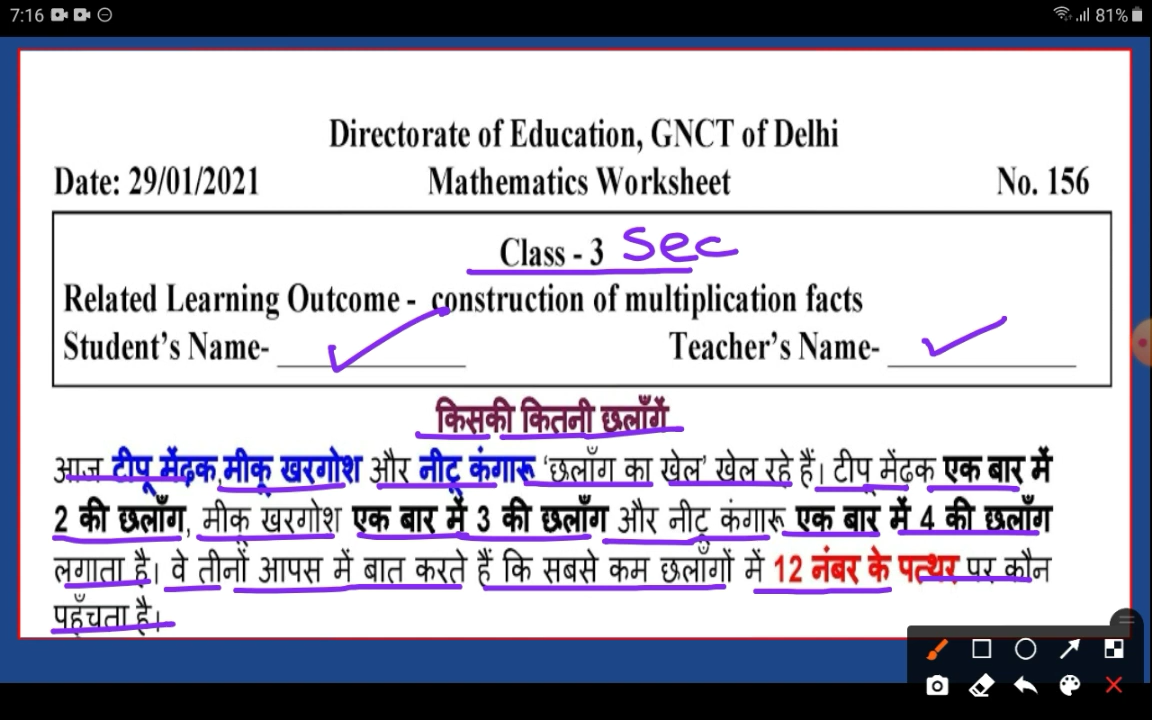 7:16
81%
Directorate of Education, GNCT of Delhi
Date: 29/01/2021 Mathematics Worksheet No. 156
Class - 3 Sec
Related Learning Outcome - construction of multiplication facts
Student's Name- Teacher's Name-
किसकी कितनी छलाँगें
आज टीपू मेंढ़क,मीकू खरगोश और नीटू कंगारू 'छलाँग का खेल' खेल रहे हैं। टीपू मेंढक एक बार में
2 की छलाँग, मीकू खरगोश एक बार में 3 की छलाँग और नीटू कंगारू एक बार में 4 की छलाँग
लगाता है। वे तीनों आपस में बात करते हैं कि सबसे कम छलाँगों में 12 नंबर के पत्थर पर कौन
पहुँचता है।